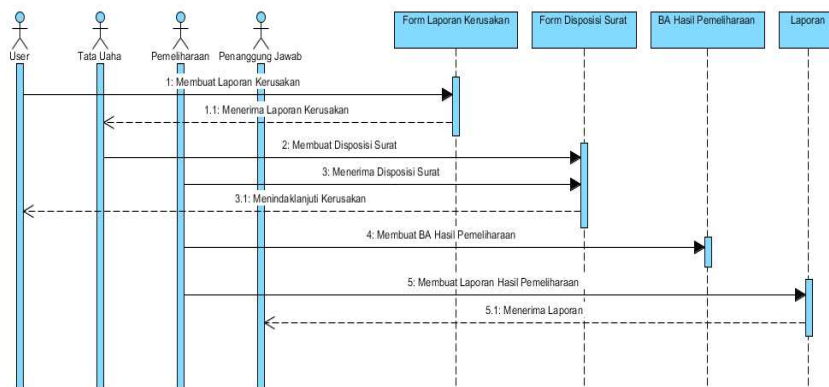 Form Laporan Kerusakan
Form Disposisi Surat
BA Hasil Pemeliharaan
Laporan
User
Tata Uaha
Pemeliharaan
Penanggung Jawab
1: Membuat Laporan Kerusakan
1.1: Menerima Laporan Kerusakan
2: Membuat Disposisi Surat
3: Menerima Disposisi Surat
3.1: Menindaklanjuti Kerusakan
4: Membuat BA Hasil Pemeliharaan
5: Membuat Laporan Hasil Pemeliharaan
5.1: Menerima Laporan